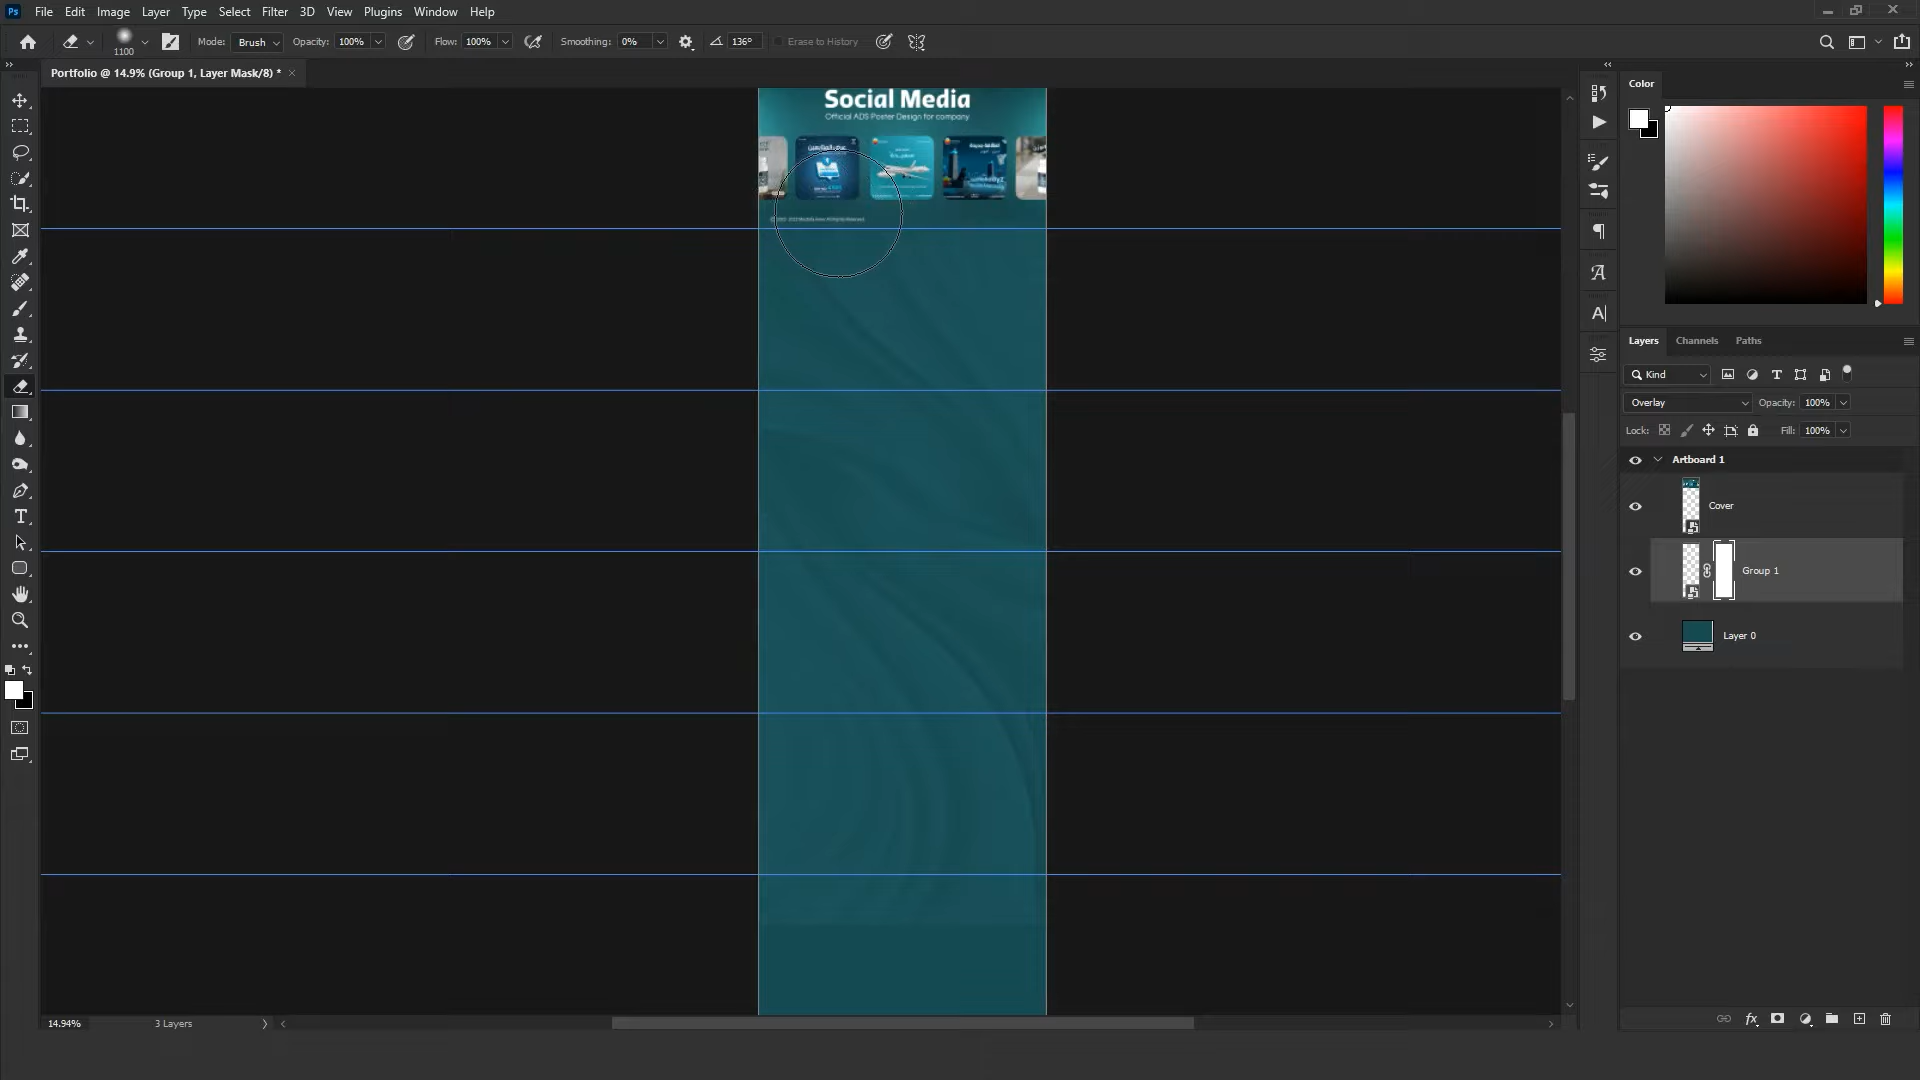 Ps File Edit Image Layer Type Select Filter 3D View Plugins Window Help
1100 Mode: Brush Opacity: 100% Flow: 100% Smoothing: 0% 136° Erase to History
Portfolio @ 14.9% (Group 1, Layer Mask/8) *
Social Media
Official ADS Poster Design for company
Color
Layers Channels Paths
Kind
Overlay Opacity: 100%
Lock: Fill: 100%
Artboard 1
Cover
Group 1
Layer 0
14.94% 3 Layers